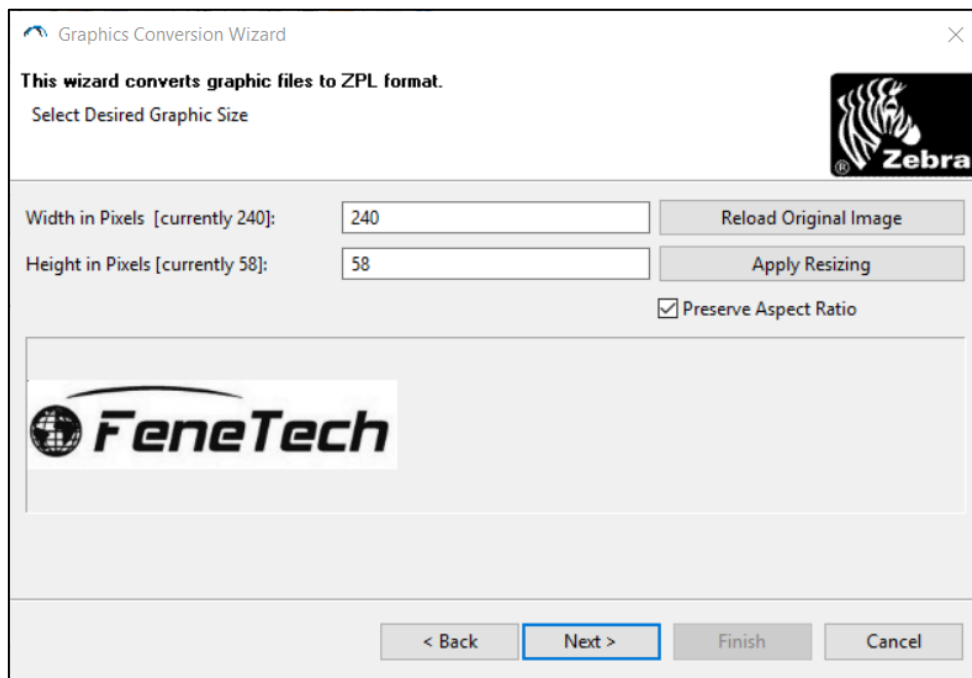 Graphics Conversion Wizard
This wizard converts graphic files to ZPL format.
Select Desired Graphic Size
® Zebra
Width in Pixels [currently 240]: 240 Reload Original Image
Height in Pixels [currently 58]: 58 Apply Resizing
Preserve Aspect Ratio
FeneTech
< Back Next > Finish Cancel